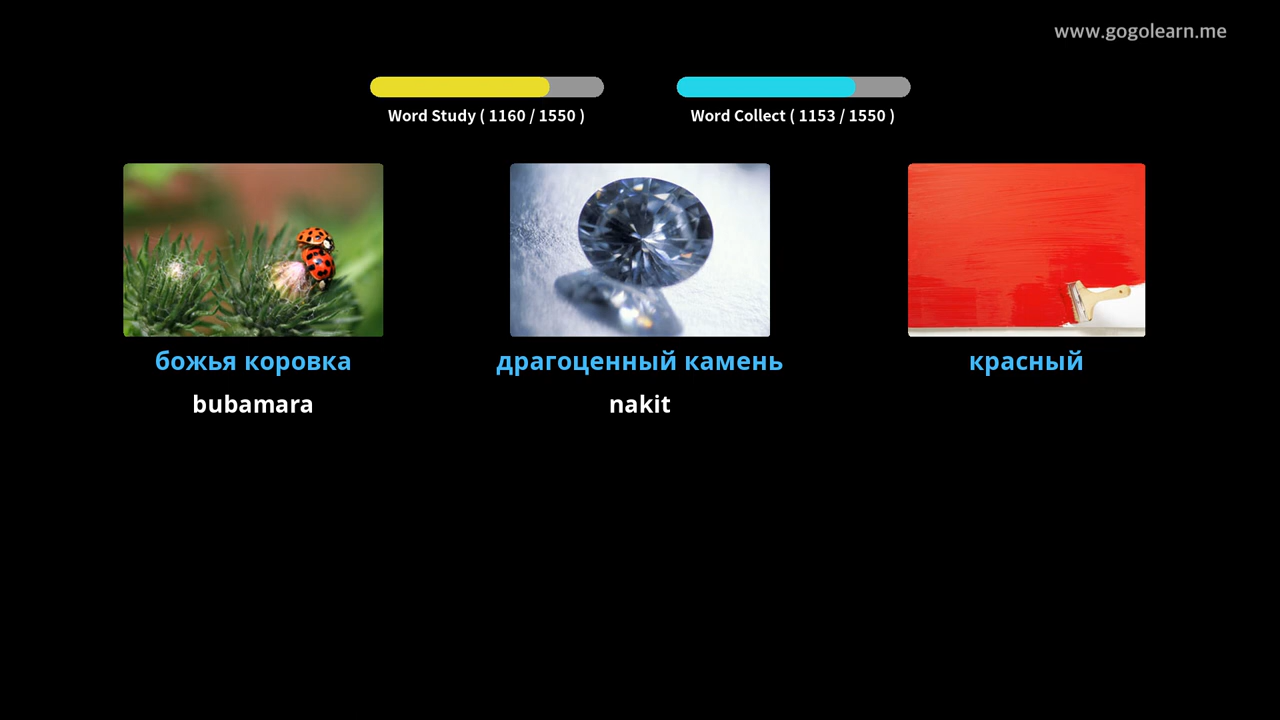 www.gogolearn.me
Word Study ( 1160 / 1550 )
Word Collect ( 1153 / 1550 )
божья коровка
драгоценный камень
красный
bubamara
nakit